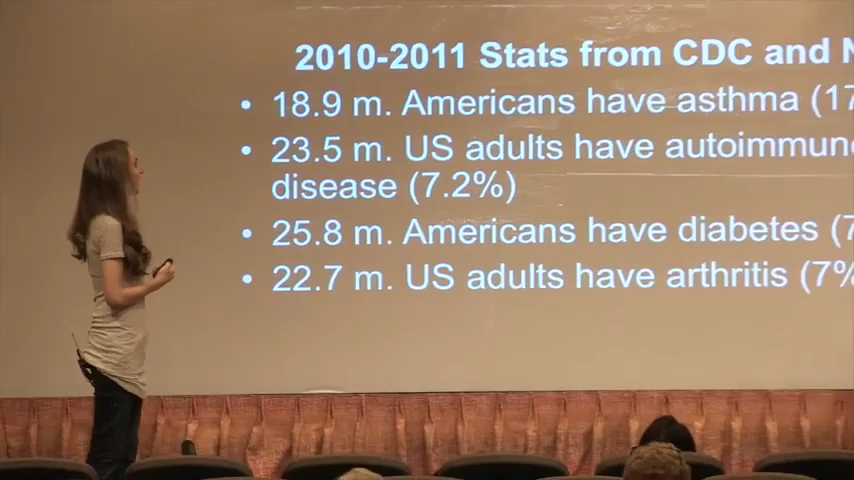 2010-2011 Stats from CDC and
• 18.9 m. Americans have asthma (17
• 23.5 m. US adults have autoimmun
disease (7.2%)
• 25.8 m. Americans have diabetes (7
• 22.7 m. US adults have arthritis (7%